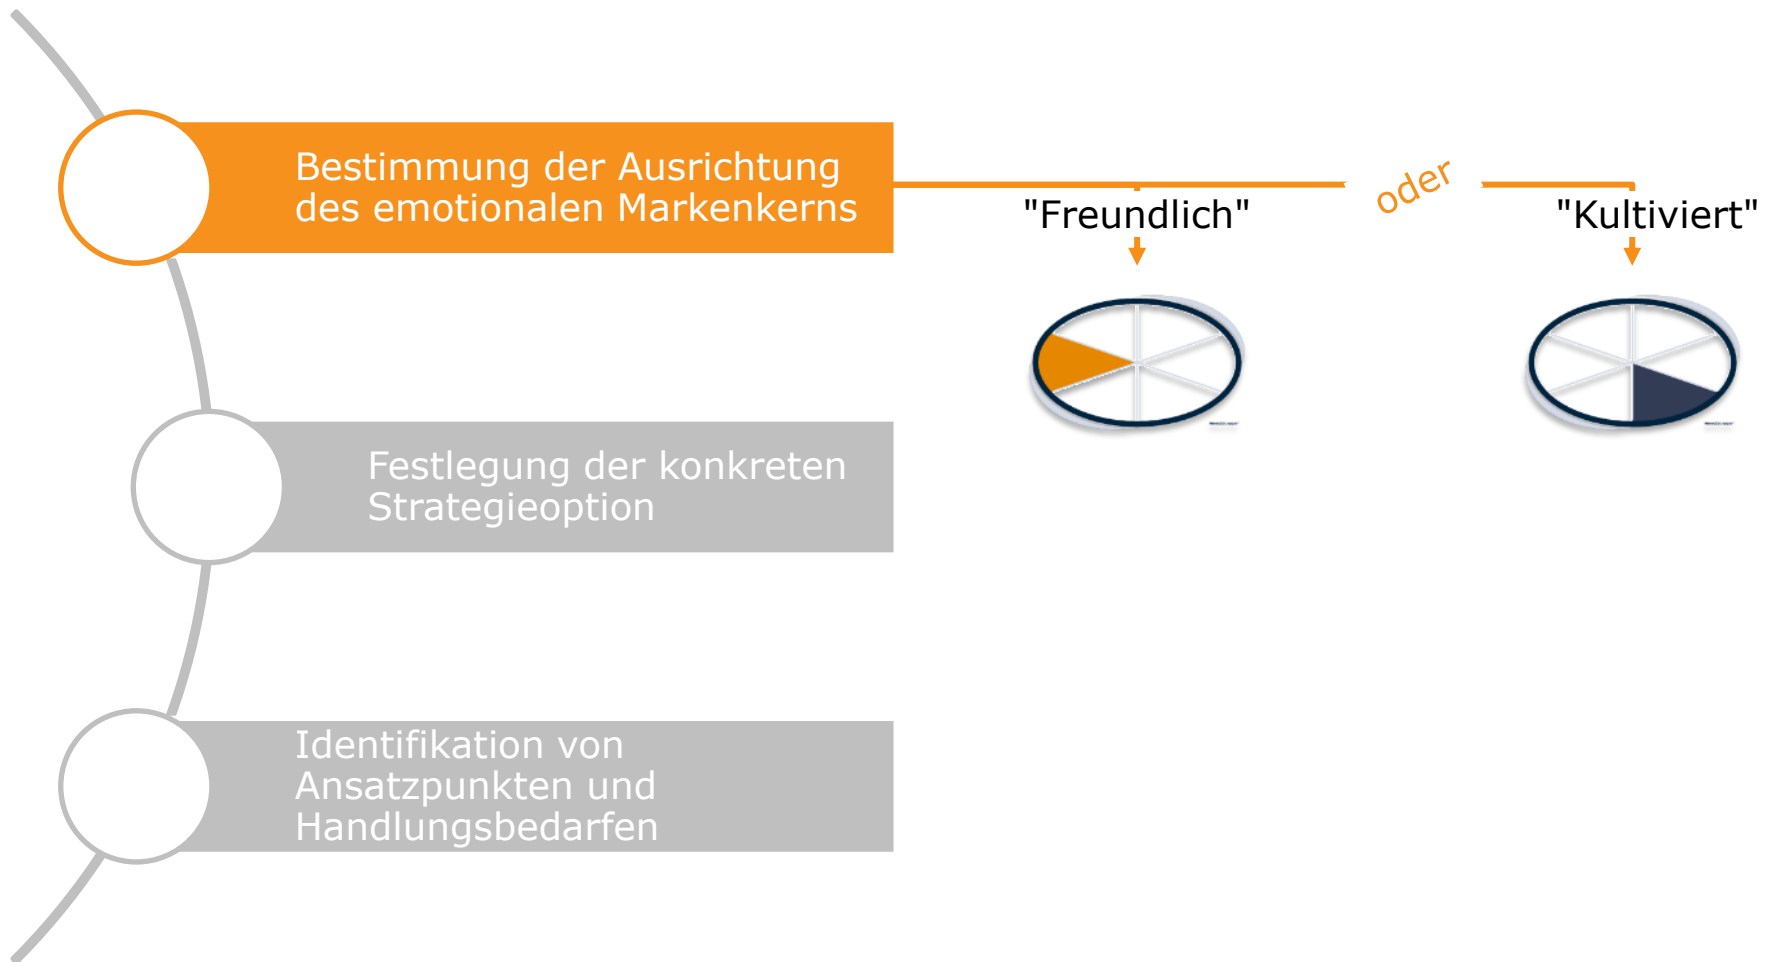 Bestimmung der Ausrichtung
des emotionalen Markenkerns
"Freundlich"
oder
"Kultiviert"
Festlegung der konkreten
Strategieoption
Identifikation von
Ansatzpunkten und
Handlungsbedarfen